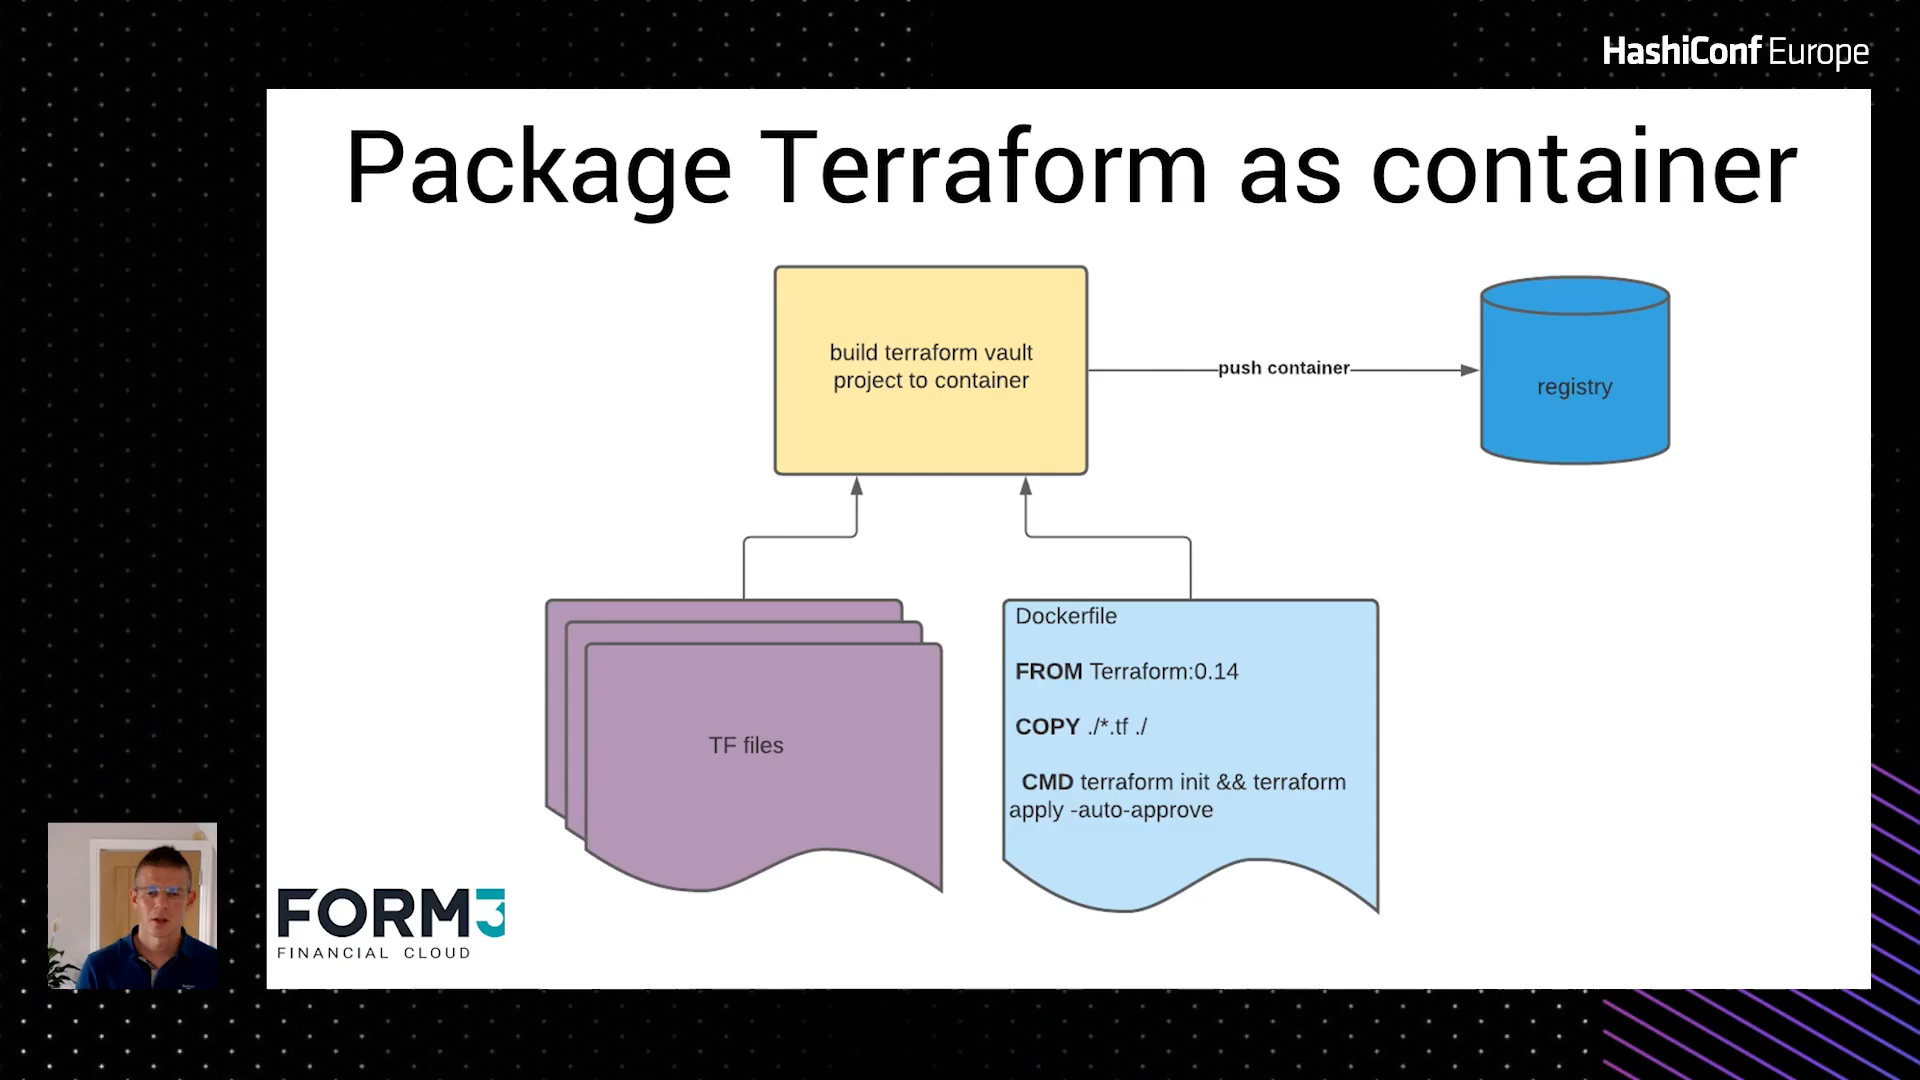 HashiConf Europe
Package Terraform as container
build terraform vault
project to container
push container
registry
TF files
Dockerfile
FROM Terraform:0.14
COPY ./*.tf ./
CMD terraform init && terraform
apply -auto-approve
FORM3
FINANCIAL CLOUD